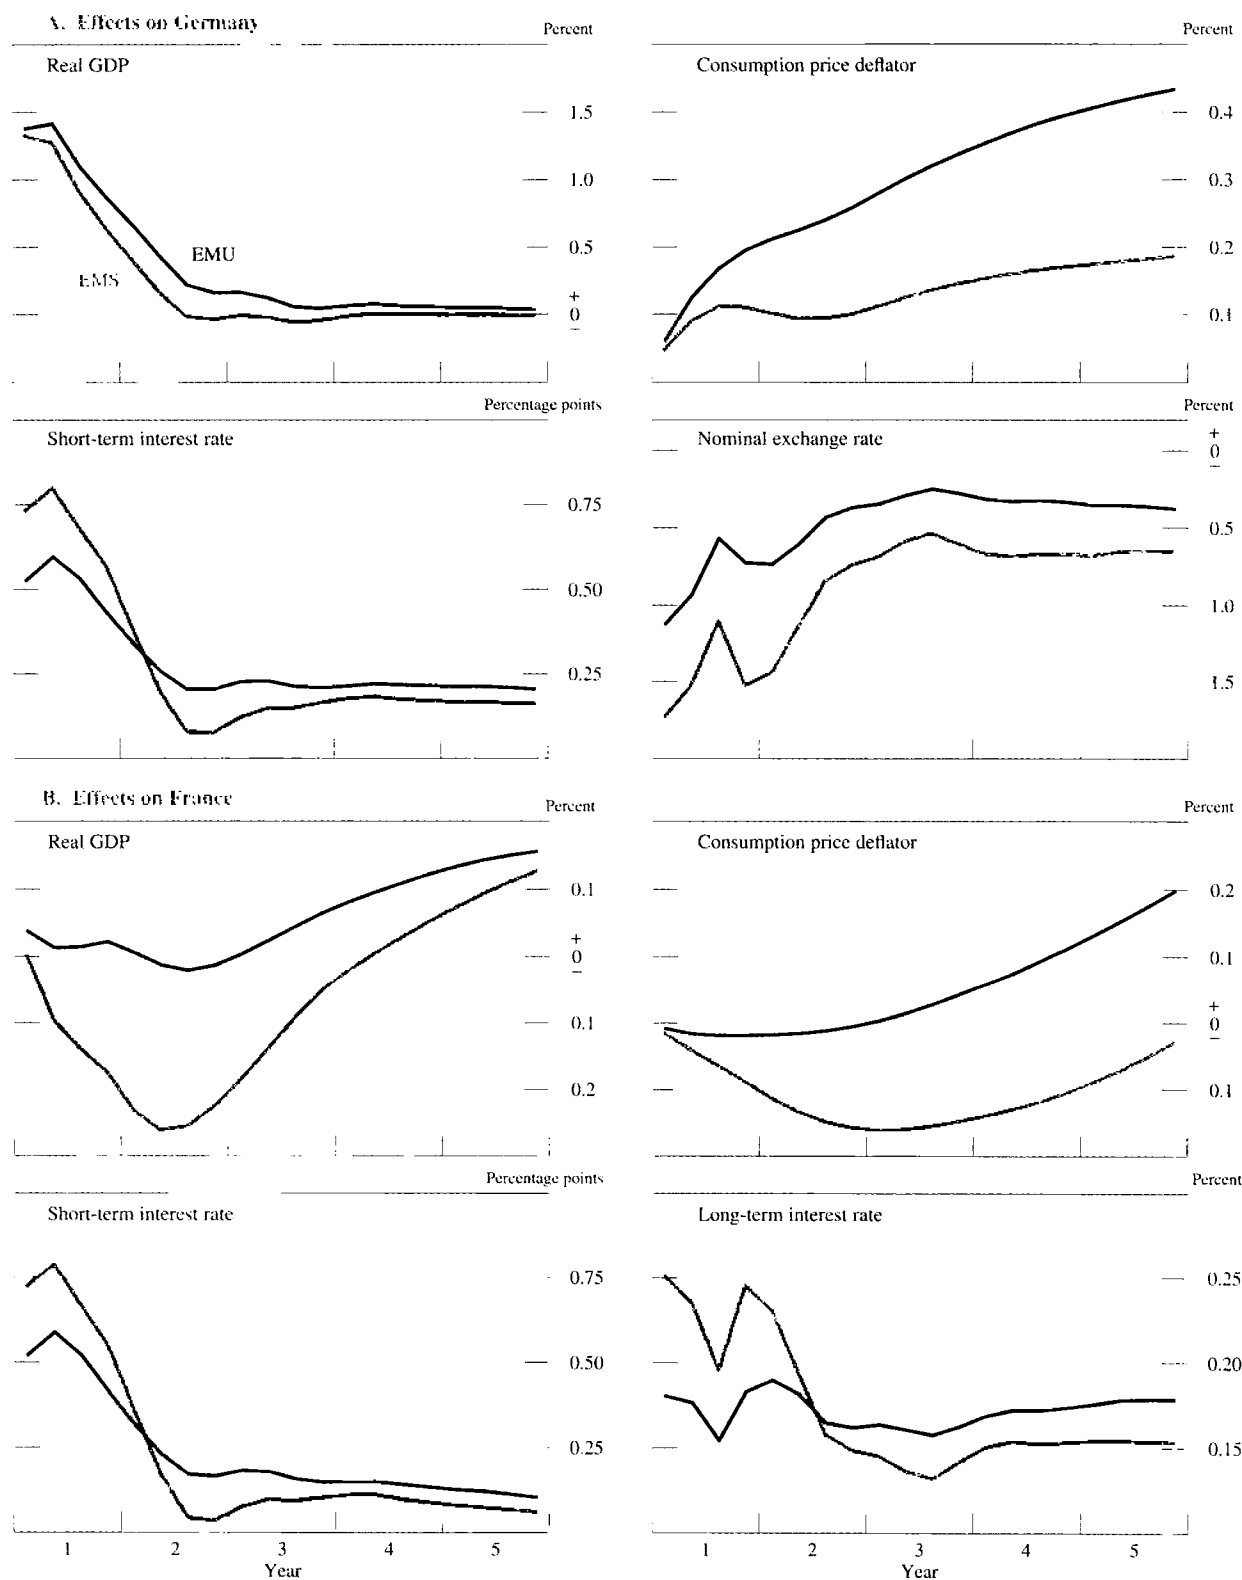 A. Effects on Germany
Percent
Percent
Real GDP
Consumption price deflator
1.5
0.4
1.0
0.3
EMU
0.5
0.2
EMS
+
0
−
0.1
Percentage points
Percent
Short-term interest rate
Nominal exchange rate
+
0
−
0.75
0.5
0.50
1.0
0.25
1.5
B. Effects on France
Percent
Percent
Real GDP
Consumption price deflator
0.1
0.2
+
0
−
0.1
+
0
−
0.1
0.2
0.1
Percentage points
Percent
Short-term interest rate
Long-term interest rate
0.75
0.25
0.50
0.20
0.25
0.15
1 2 3 4 5
1 2 3 4 5
Year
Year